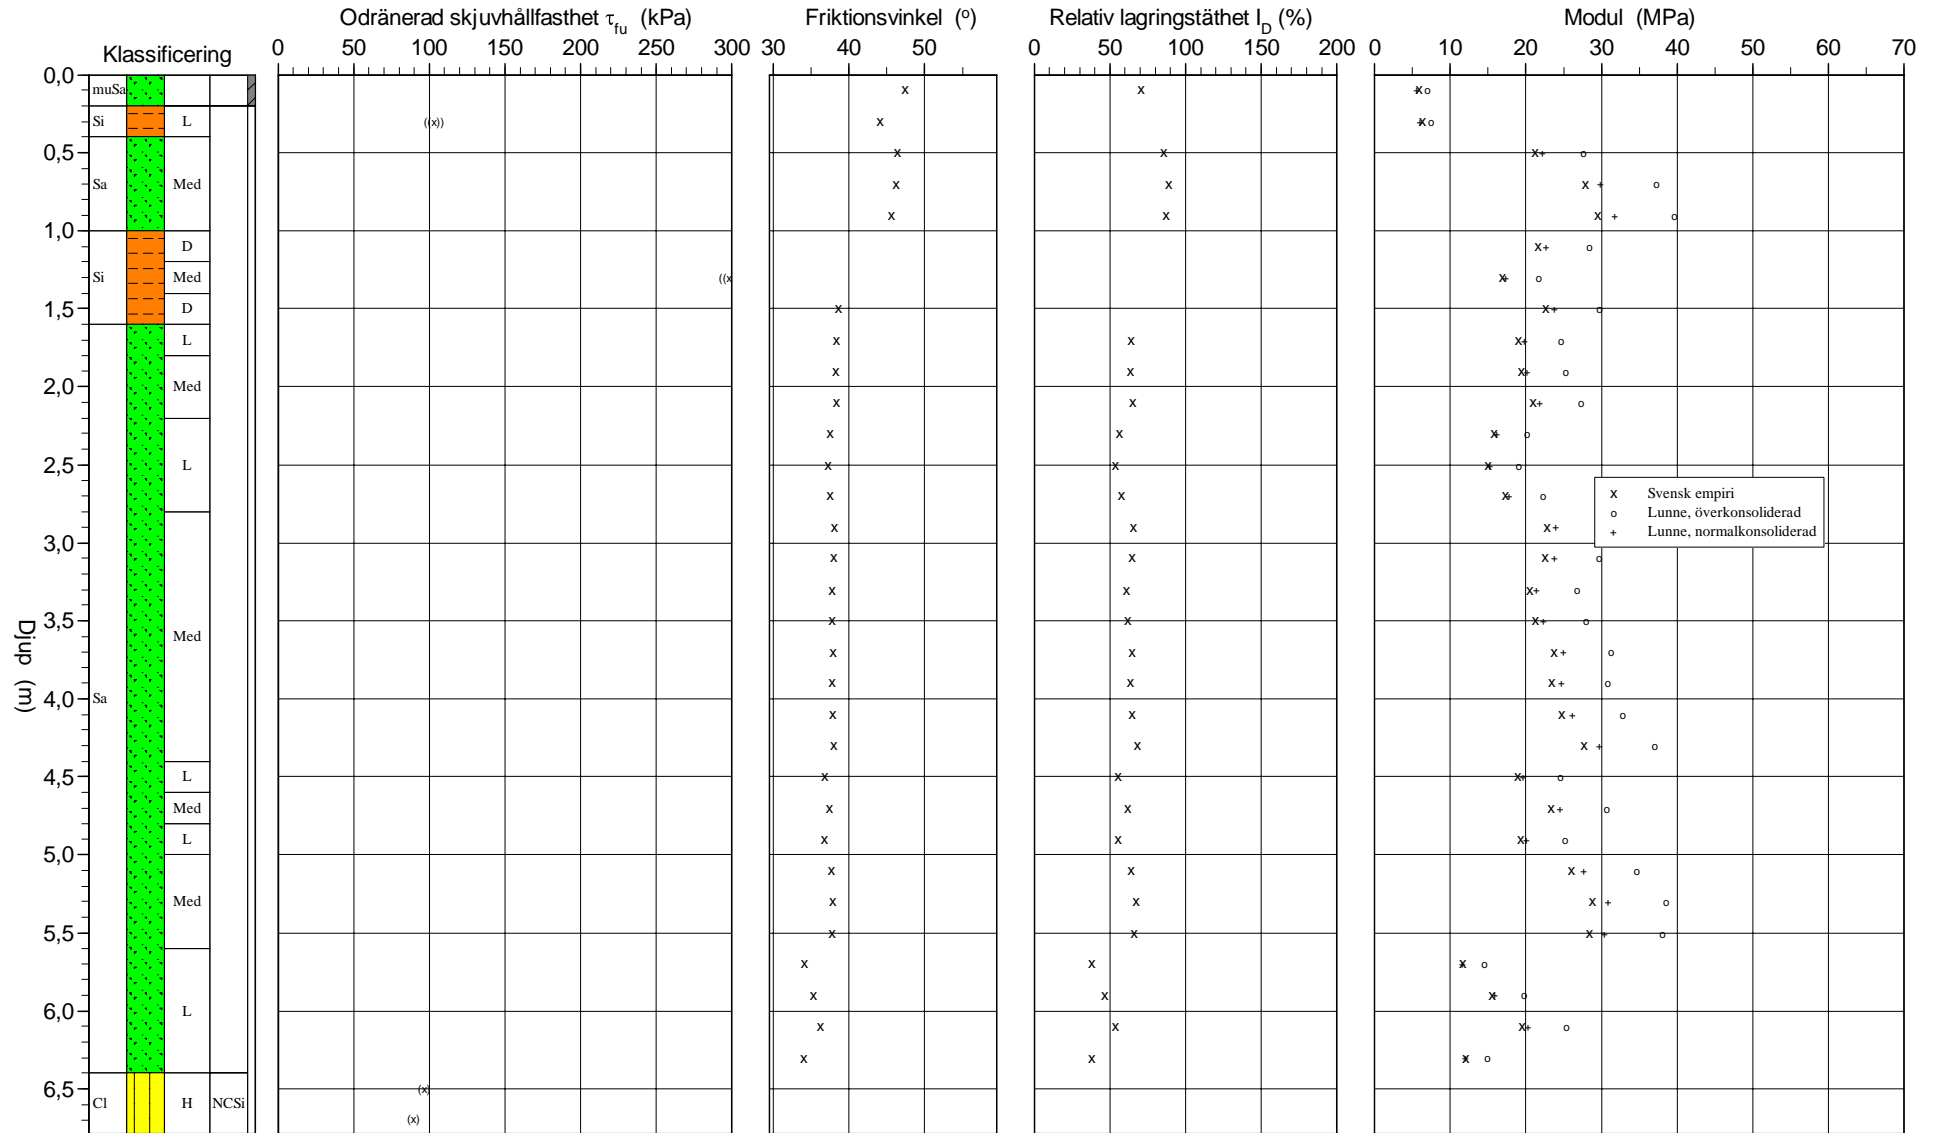 Odränerad skjuvhållfasthet τfu (kPa)
Friktionsvinkel (o)
Relativ lagringstäthet ID (%)
Modul (MPa)
Klassificering
0 50 100 150 200 250 300
30 40 50
0 50 100 150 200
0 10 20 30 40 50 60 70
Djup (m)
0,0
muSa
Si L
((x))
0,5
Sa Med
1,0
D
Si Med
((x
D
1,5
L
2,0 Med
2,5 L
3,0
3,5
Med
4,0 Sa
4,5 L
Med
L
5,0
Med
5,5
6,0 L
6,5
(x)
Cl H NCSi
(x)
x Svensk empiri
o Lunne, överkonsoliderad
+ Lunne, normalkonsoliderad